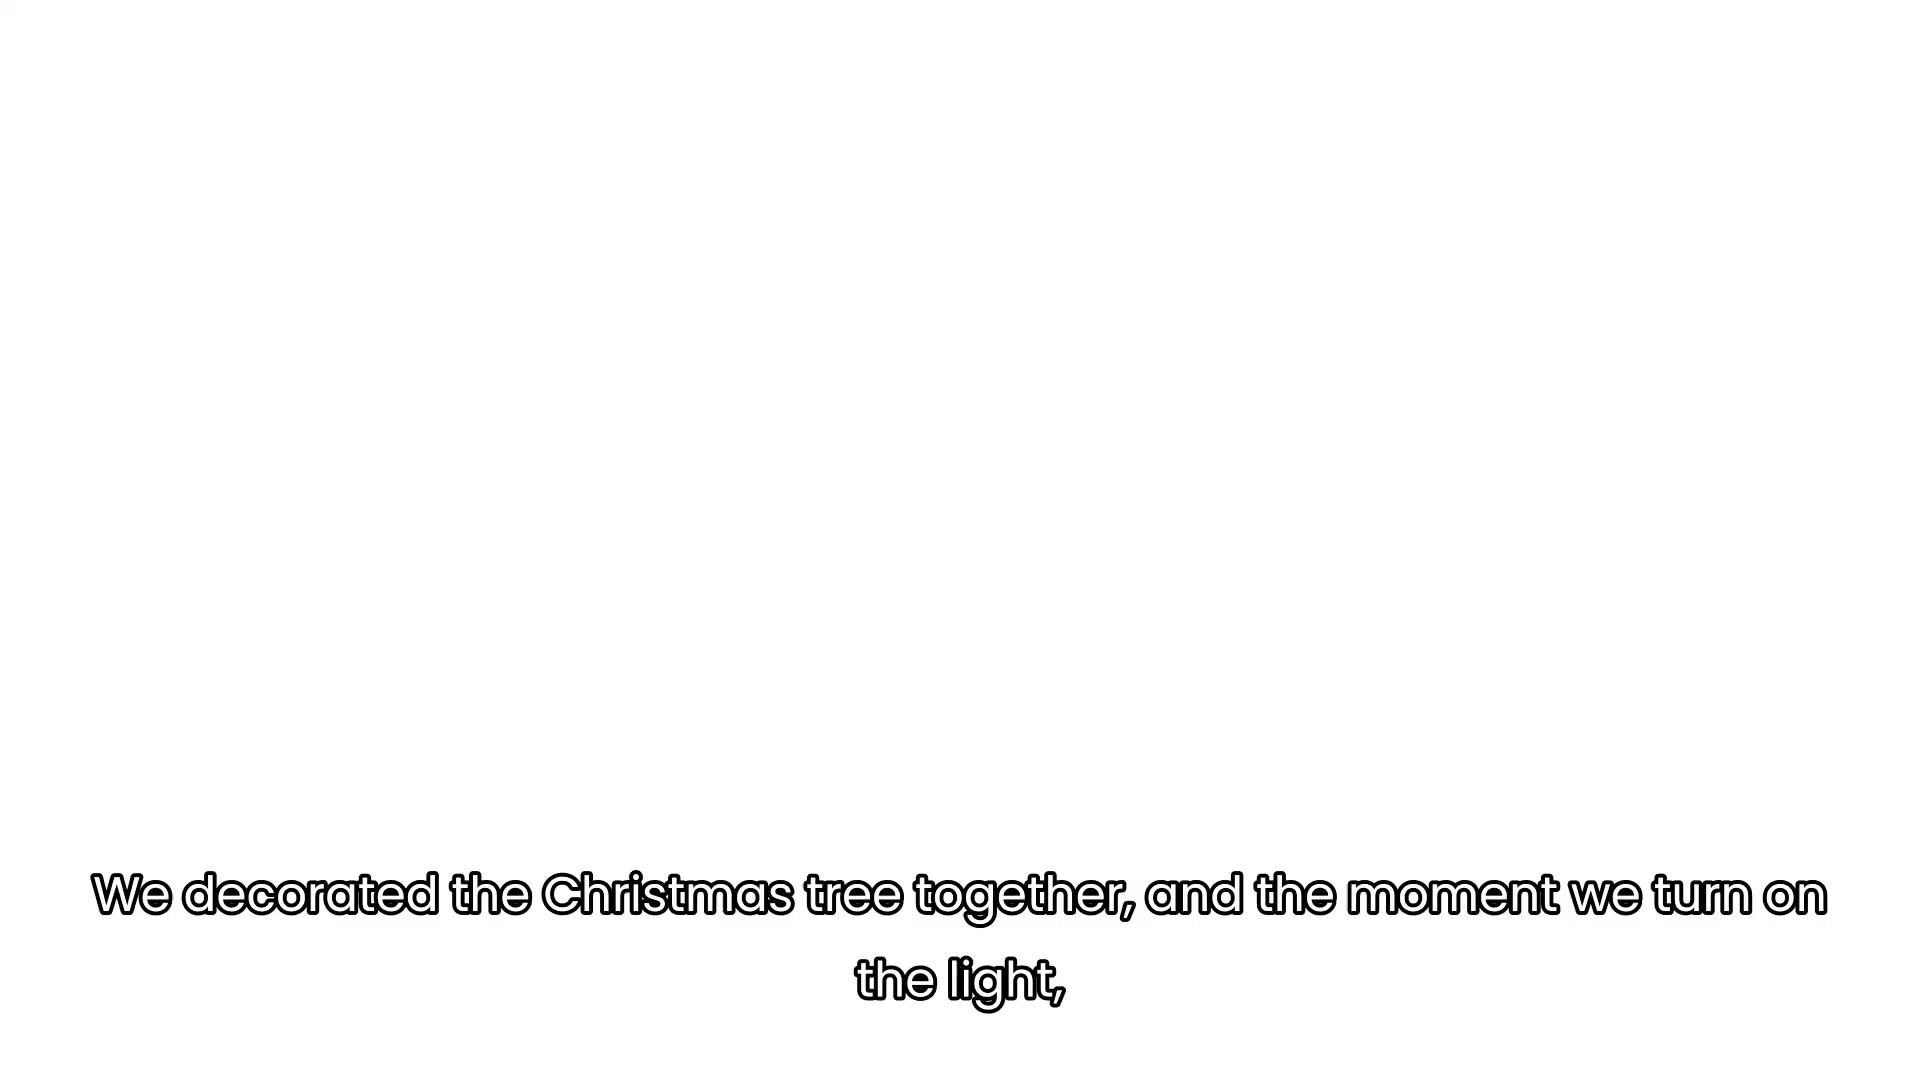 We decorated the Christmas tree together, and the moment we turn on
the light,